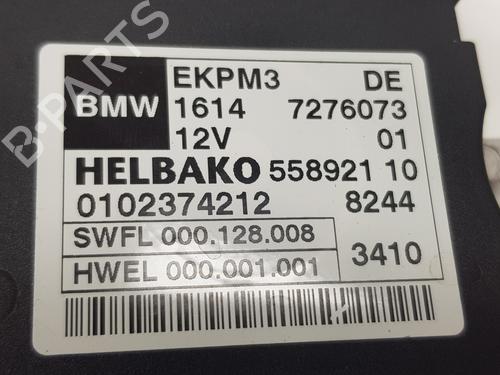 B-PARTS
BMW
EKPM3 DE
1614 7276073
12V 01
HELBAKO 558921 10
0102374212 8244
SWFL 000.128.008
HWEL 000.001.001
3410